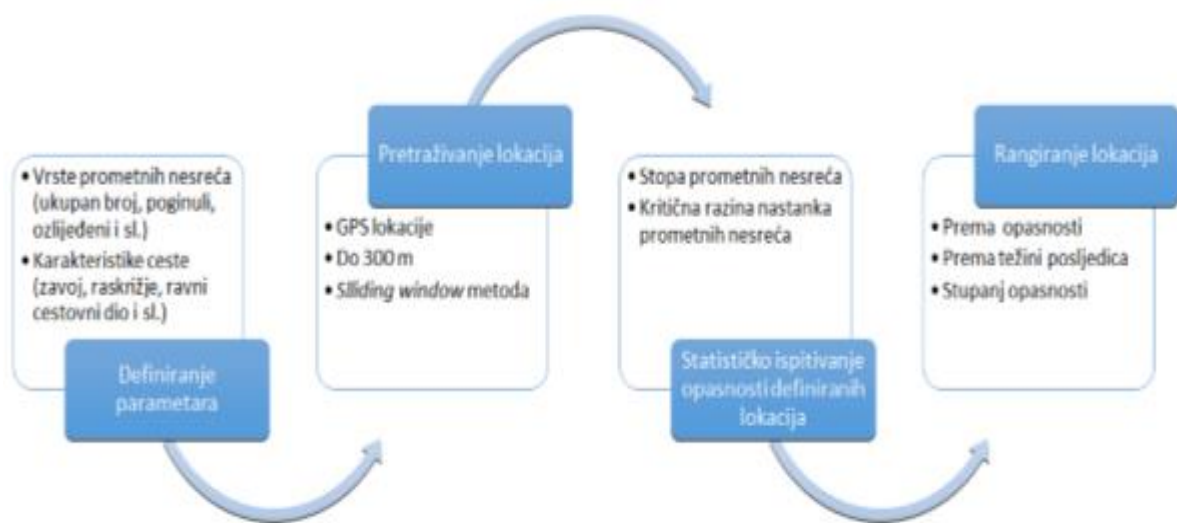 • Vrste prometnih nesreća
(ukupan broj, poginuli,
ozlijeđeni i sl.)
• Karakteristike ceste
(zavoj, raskrižje, ravni
cestovni dio i sl.)
Definiranje
parametara
Pretraživanje lokacija
• GPS lokacije
• Do 300 m
• Slliding window metoda
• Stopa prometnih nesreća
• Kritična razina nastanka
prometnih nesreća
Statističko ispitivanje
opasnosti definiranih
lokacija
Rangiranje lokacija
• Prema opasnosti
• Prema težini posljedica
• Stupanj opasnosti